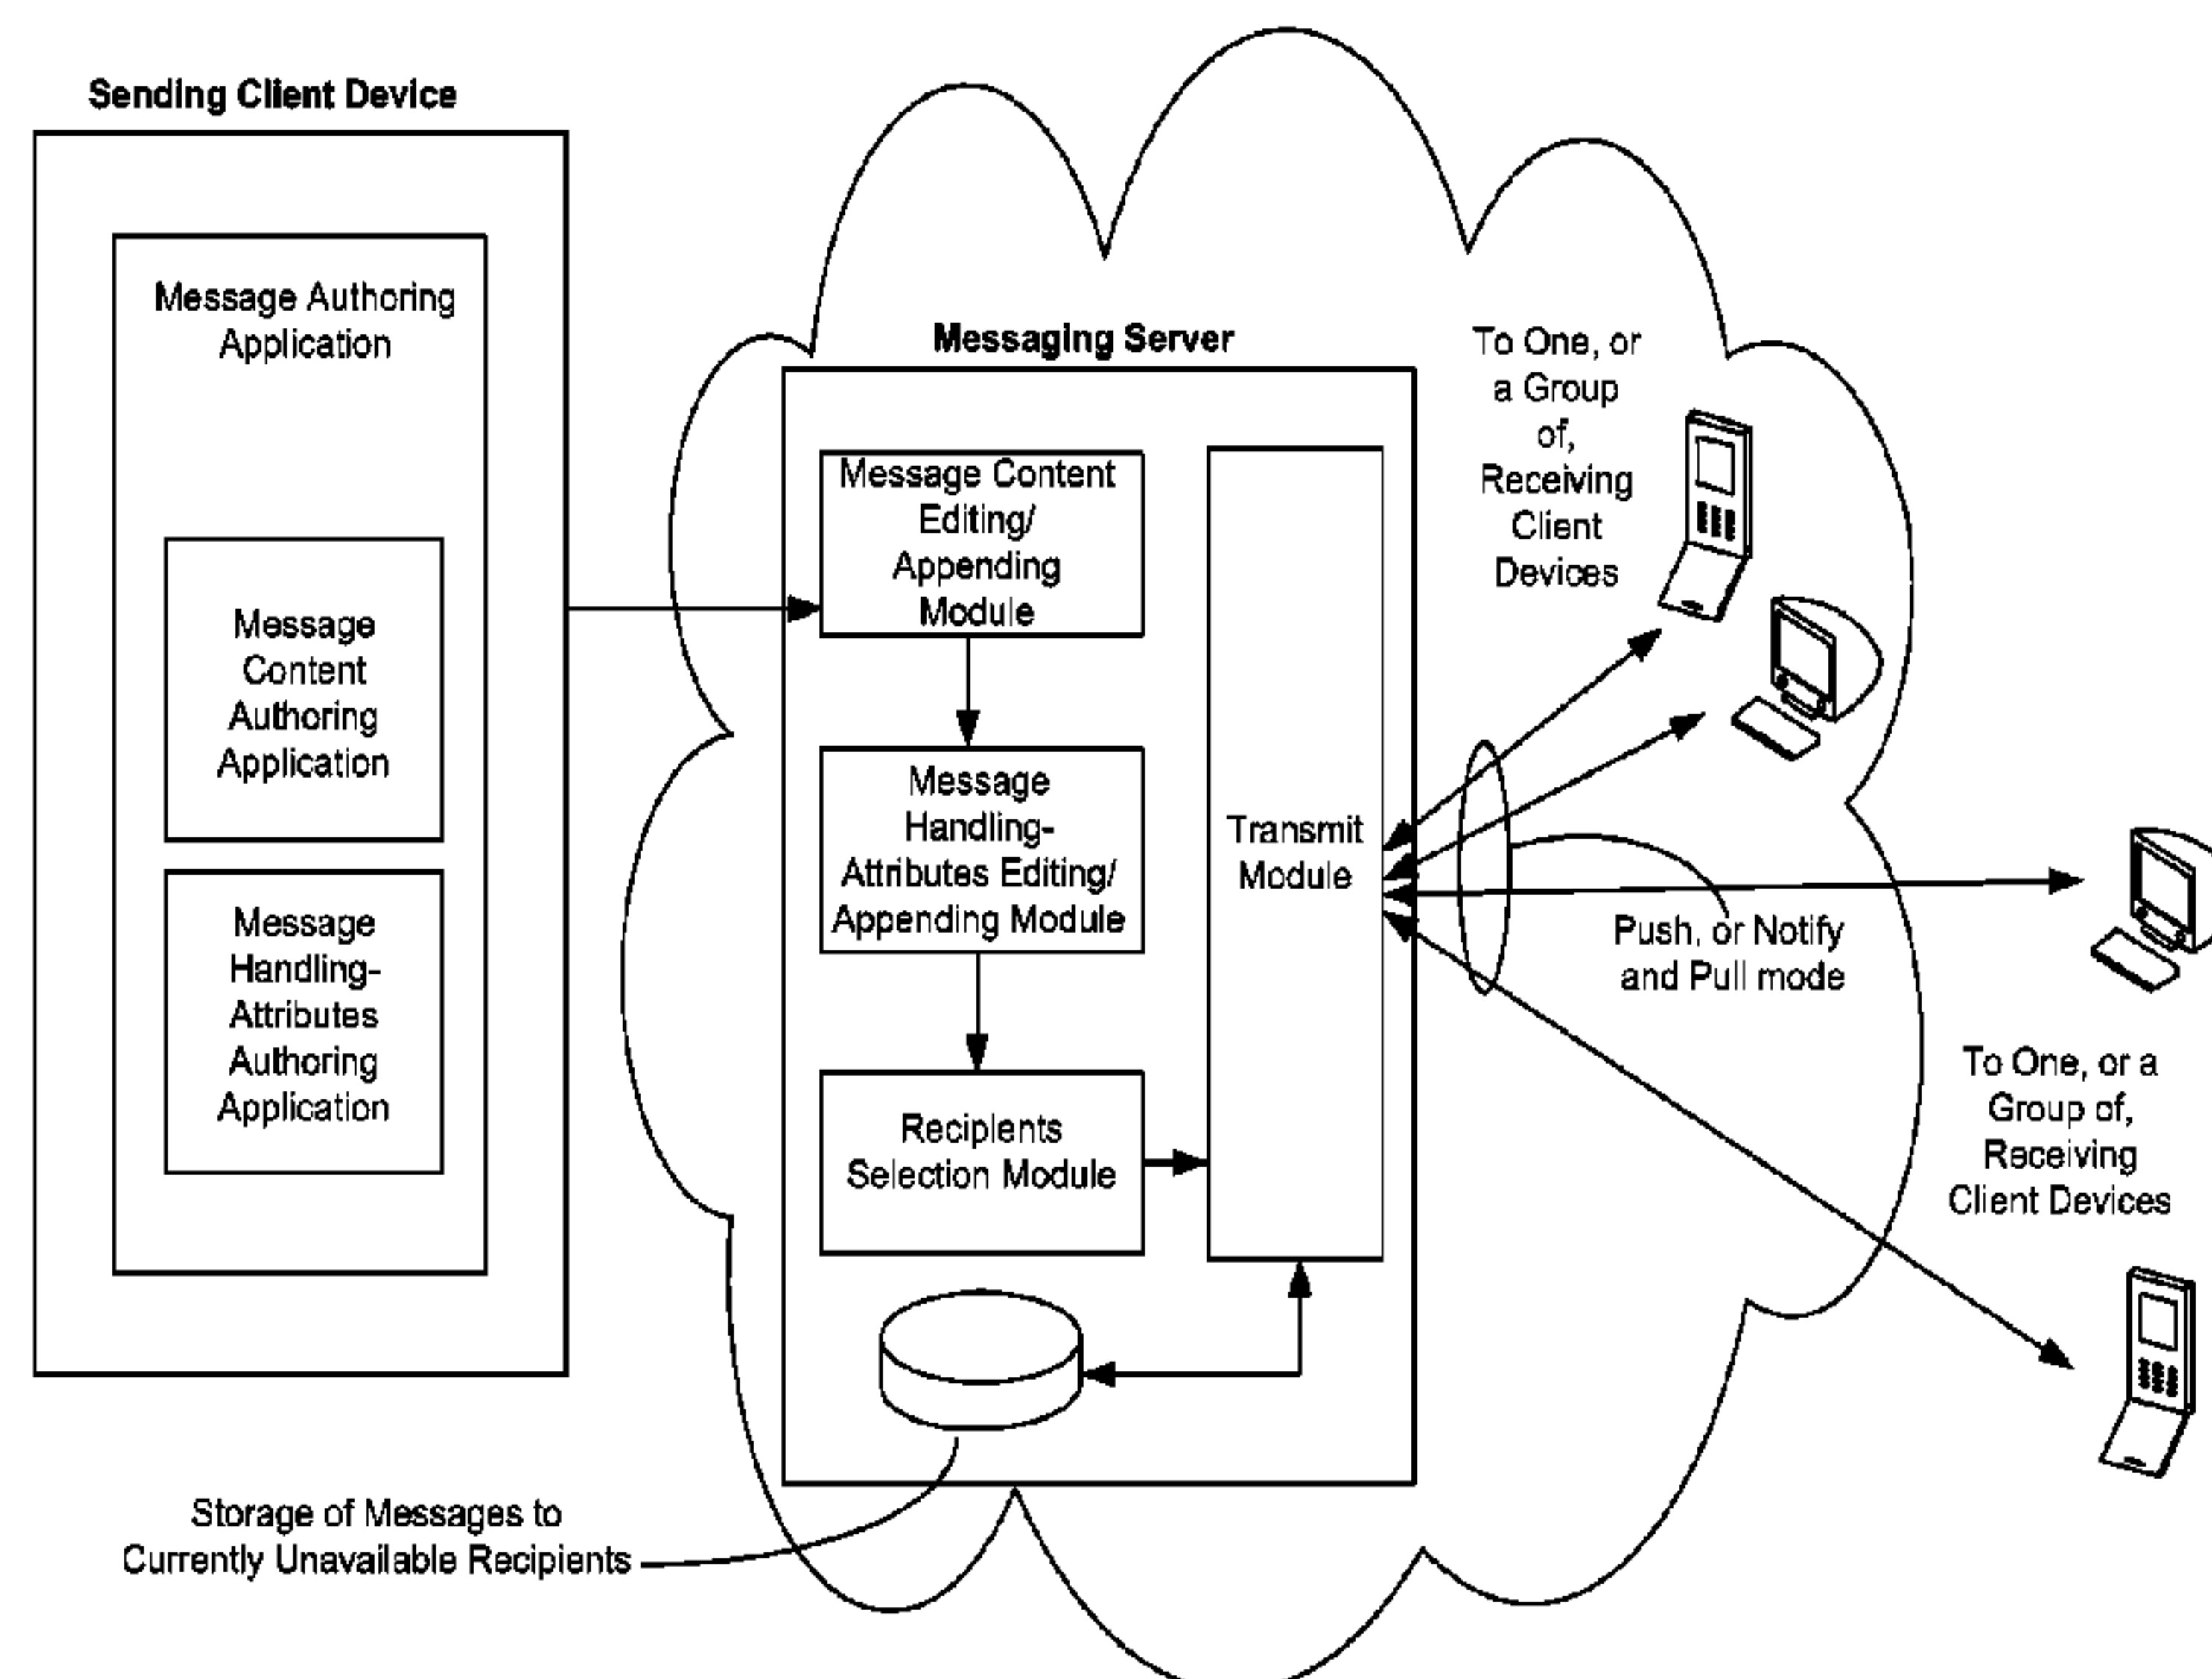 Sending Client Device
Message Authoring
Application
Message
Content
Authoring
Application
Message
Handling-
Attributes
Authoring
Application
Messaging Server
Message Content
Editing/
Appending
Module
Message
Handling-
Attributes Editing/
Appending Module
Recipients
Selection Module
Transmit
Module
To One, or
a Group
of,
Receiving
Client
Devices
Push, or Notify
and Pull mode
To One, or a
Group of,
Receiving
Client Devices
Storage of Messages to
Currently Unavailable Recipients